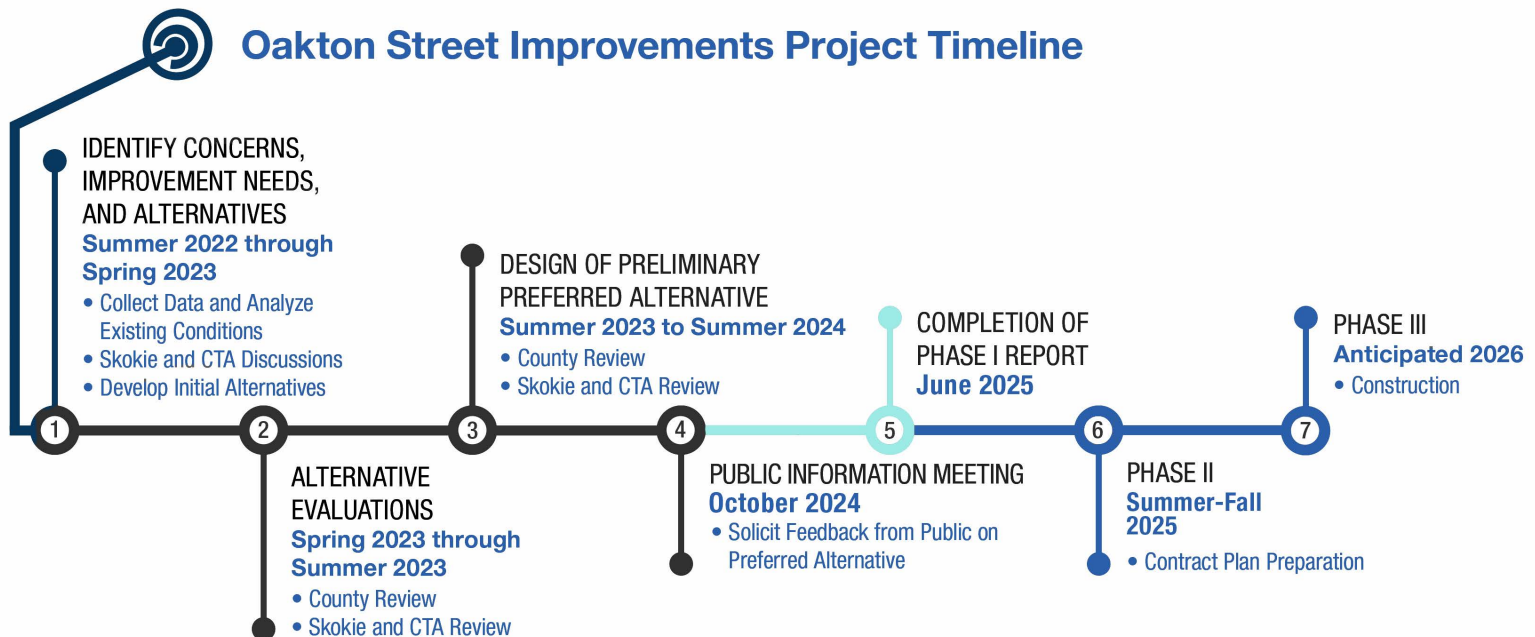 Oakton Street Improvements Project Timeline
IDENTIFY CONCERNS,
IMPROVEMENT NEEDS,
AND ALTERNATIVES
Summer 2022 through
Spring 2023
• Collect Data and Analyze
Existing Conditions
• Skokie and CTA Discussions
• Develop Initial Alternatives
DESIGN OF PRELIMINARY
PREFERRED ALTERNATIVE
Summer 2023 to Summer 2024
• County Review
• Skokie and CTA Review
COMPLETION OF
PHASE I REPORT
June 2025
PHASE III
Anticipated 2026
• Construction
1 2 3 4 5 6 7
ALTERNATIVE
EVALUATIONS
Spring 2023 through
Summer 2023
• County Review
• Skokie and CTA Review
PUBLIC INFORMATION MEETING
October 2024
• Solicit Feedback from Public on
Preferred Alternative
PHASE II
Summer-Fall
2025
• Contract Plan Preparation